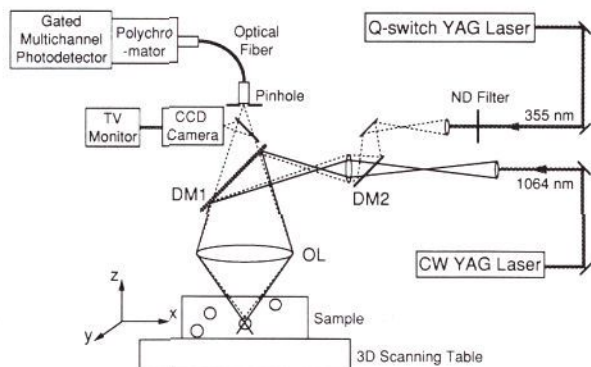 Gated
Multichannel
Photodetector
Polychro
-mator
Optical
Fiber
Q-switch YAG Laser
Pinhole
ND Filter
TV
Monitor
CCD
Camera
355 nm
DM1
DM2
1064 nm
OL
CW YAG Laser
z
y
x
Sample
3D Scanning Table